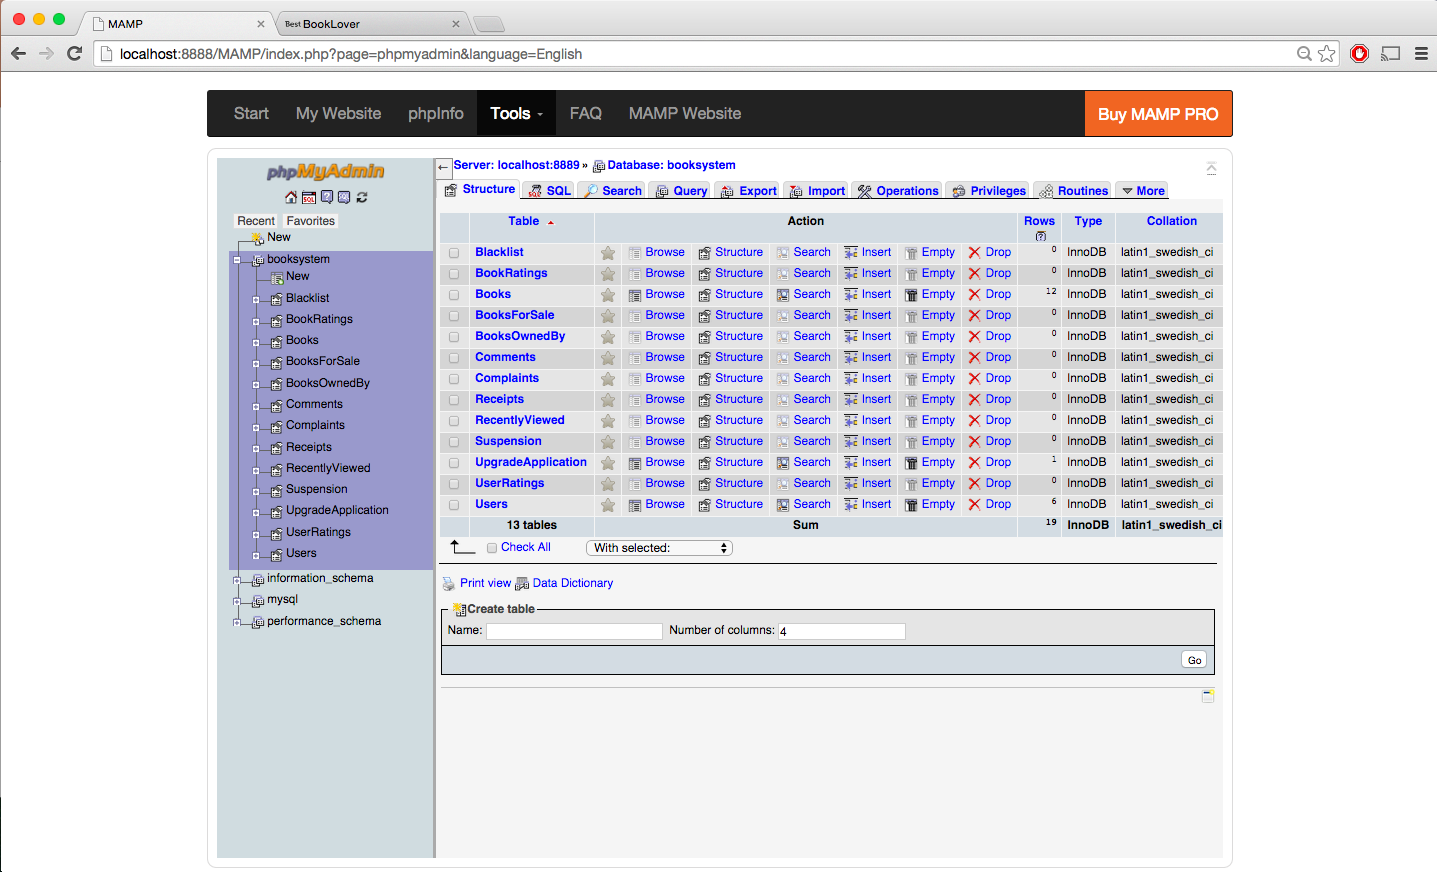 MAMP
Best BookLover
localhost:8888/MAMP/index.php?page=phpmyadmin&language=English
Start My Website phpInfo Tools FAQ MAMP Website Buy MAMP PRO
phpMyAdmin
Recent Favorites
New
booksystem
New
Blacklist
BookRatings
Books
BooksForSale
BooksOwnedBy
Comments
Complaints
Receipts
RecentlyViewed
Suspension
UpgradeApplication
UserRatings
Users
information_schema
mysql
performance_schema
Server: localhost:8889 » Database: booksystem
Structure SQL Search Query Export Import Operations Privileges Routines More
Table Action Rows Type Collation
Blacklist Browse Structure Search Insert Empty Drop 0 InnoDB latin1_swedish_ci
BookRatings Browse Structure Search Insert Empty Drop 0 InnoDB latin1_swedish_ci
Books Browse Structure Search Insert Empty Drop 12 InnoDB latin1_swedish_ci
BooksForSale Browse Structure Search Insert Empty Drop 0 InnoDB latin1_swedish_ci
BooksOwnedBy Browse Structure Search Insert Empty Drop 0 InnoDB latin1_swedish_ci
Comments Browse Structure Search Insert Empty Drop 0 InnoDB latin1_swedish_ci
Complaints Browse Structure Search Insert Empty Drop 0 InnoDB latin1_swedish_ci
Receipts Browse Structure Search Insert Empty Drop 0 InnoDB latin1_swedish_ci
RecentlyViewed Browse Structure Search Insert Empty Drop 0 InnoDB latin1_swedish_ci
Suspension Browse Structure Search Insert Empty Drop 0 InnoDB latin1_swedish_ci
UpgradeApplication Browse Structure Search Insert Empty Drop 1 InnoDB latin1_swedish_ci
UserRatings Browse Structure Search Insert Empty Drop 0 InnoDB latin1_swedish_ci
Users Browse Structure Search Insert Empty Drop 6 InnoDB latin1_swedish_ci
13 tables Sum 19 InnoDB latin1_swedish_ci
Check All With selected:
Print view Data Dictionary
Create table
Name: Number of columns: 4
Go